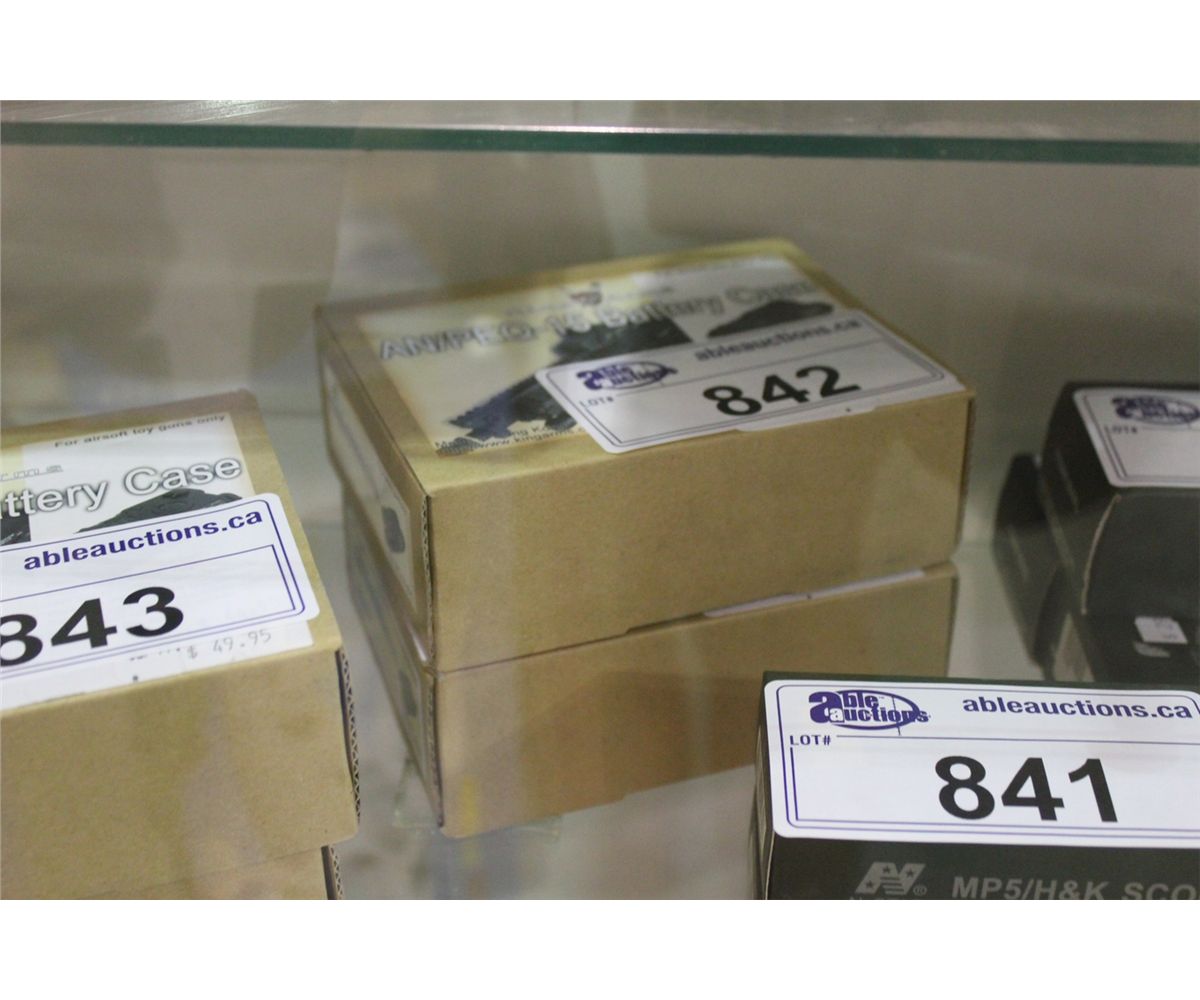 AN/PEQ-15 Battery Case
able auctions
ableauctions.ca
LOT#
842
For airsoft toy guns only
ttery Case
ableauctions.ca
843
$ 49.95
able auctions
LOT#
able auctions
ableauctions.ca
LOT#
841
MP5/H&K SCO